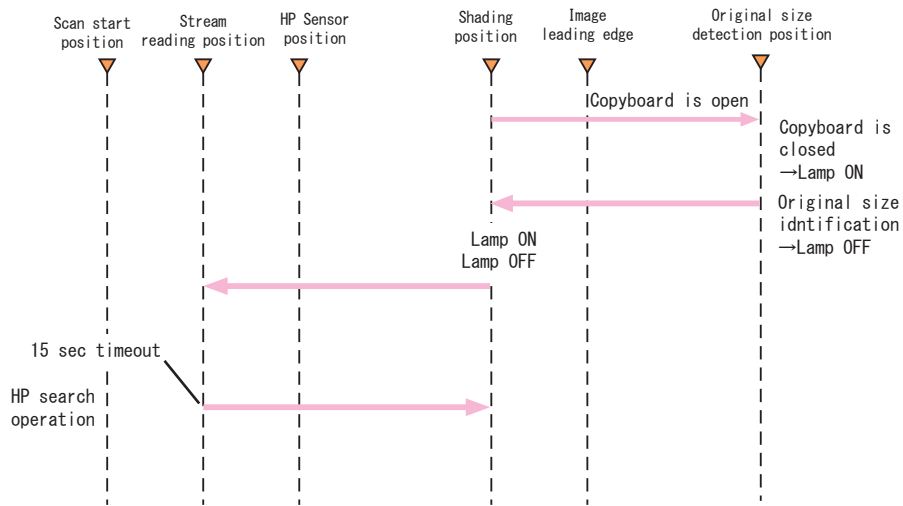 Scan start
position
Stream
reading position
HP Sensor
position
Shading
position
Image
leading edge
Original size
detection position
Copyboard is open
Copyboard is
closed
→Lamp ON
Original size
idntification
→Lamp OFF
Lamp ON
Lamp OFF
15 sec timeout
HP search
operation